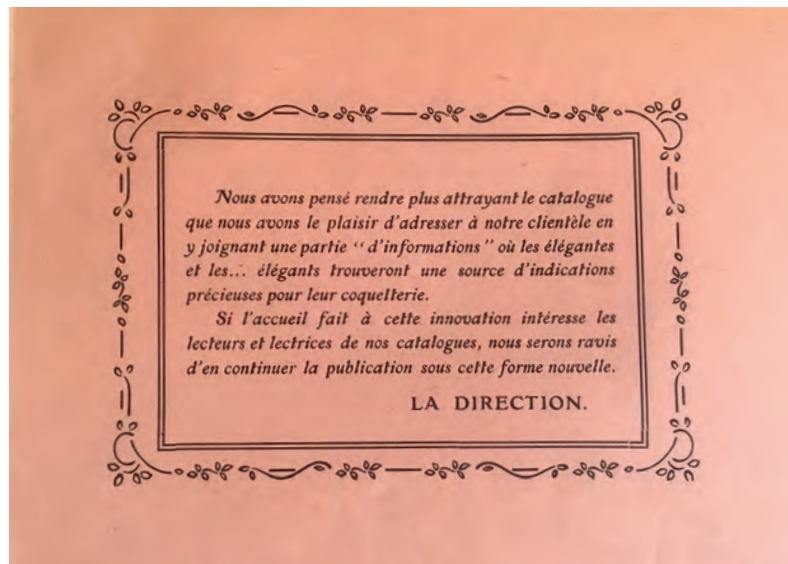 Nous avons pensé rendre plus attrayant le catalogue
que nous avons le plaisir d'adresser à notre clientèle en
y joignant une partie “ d'informations ” où les élégantes
et les... élégants trouveront une source d'indications
précieuses pour leur coquetterie.
Si l'accueil fait à cette innovation intéresse les
lecteurs et lectrices de nos catalogues, nous serons ravis
d'en continuer la publication sous cette forme nouvelle.
LA DIRECTION.